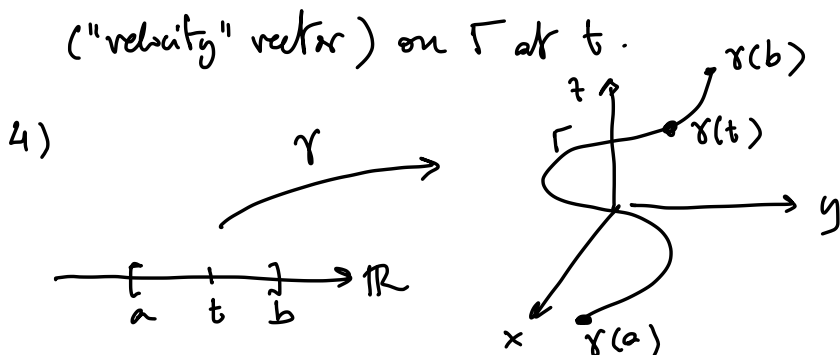 ("velocity" vector) on Γ at t.
γ(b)
z
4)
γ
Γ
γ(t)
y
ℝ
a t b
x
γ(a)